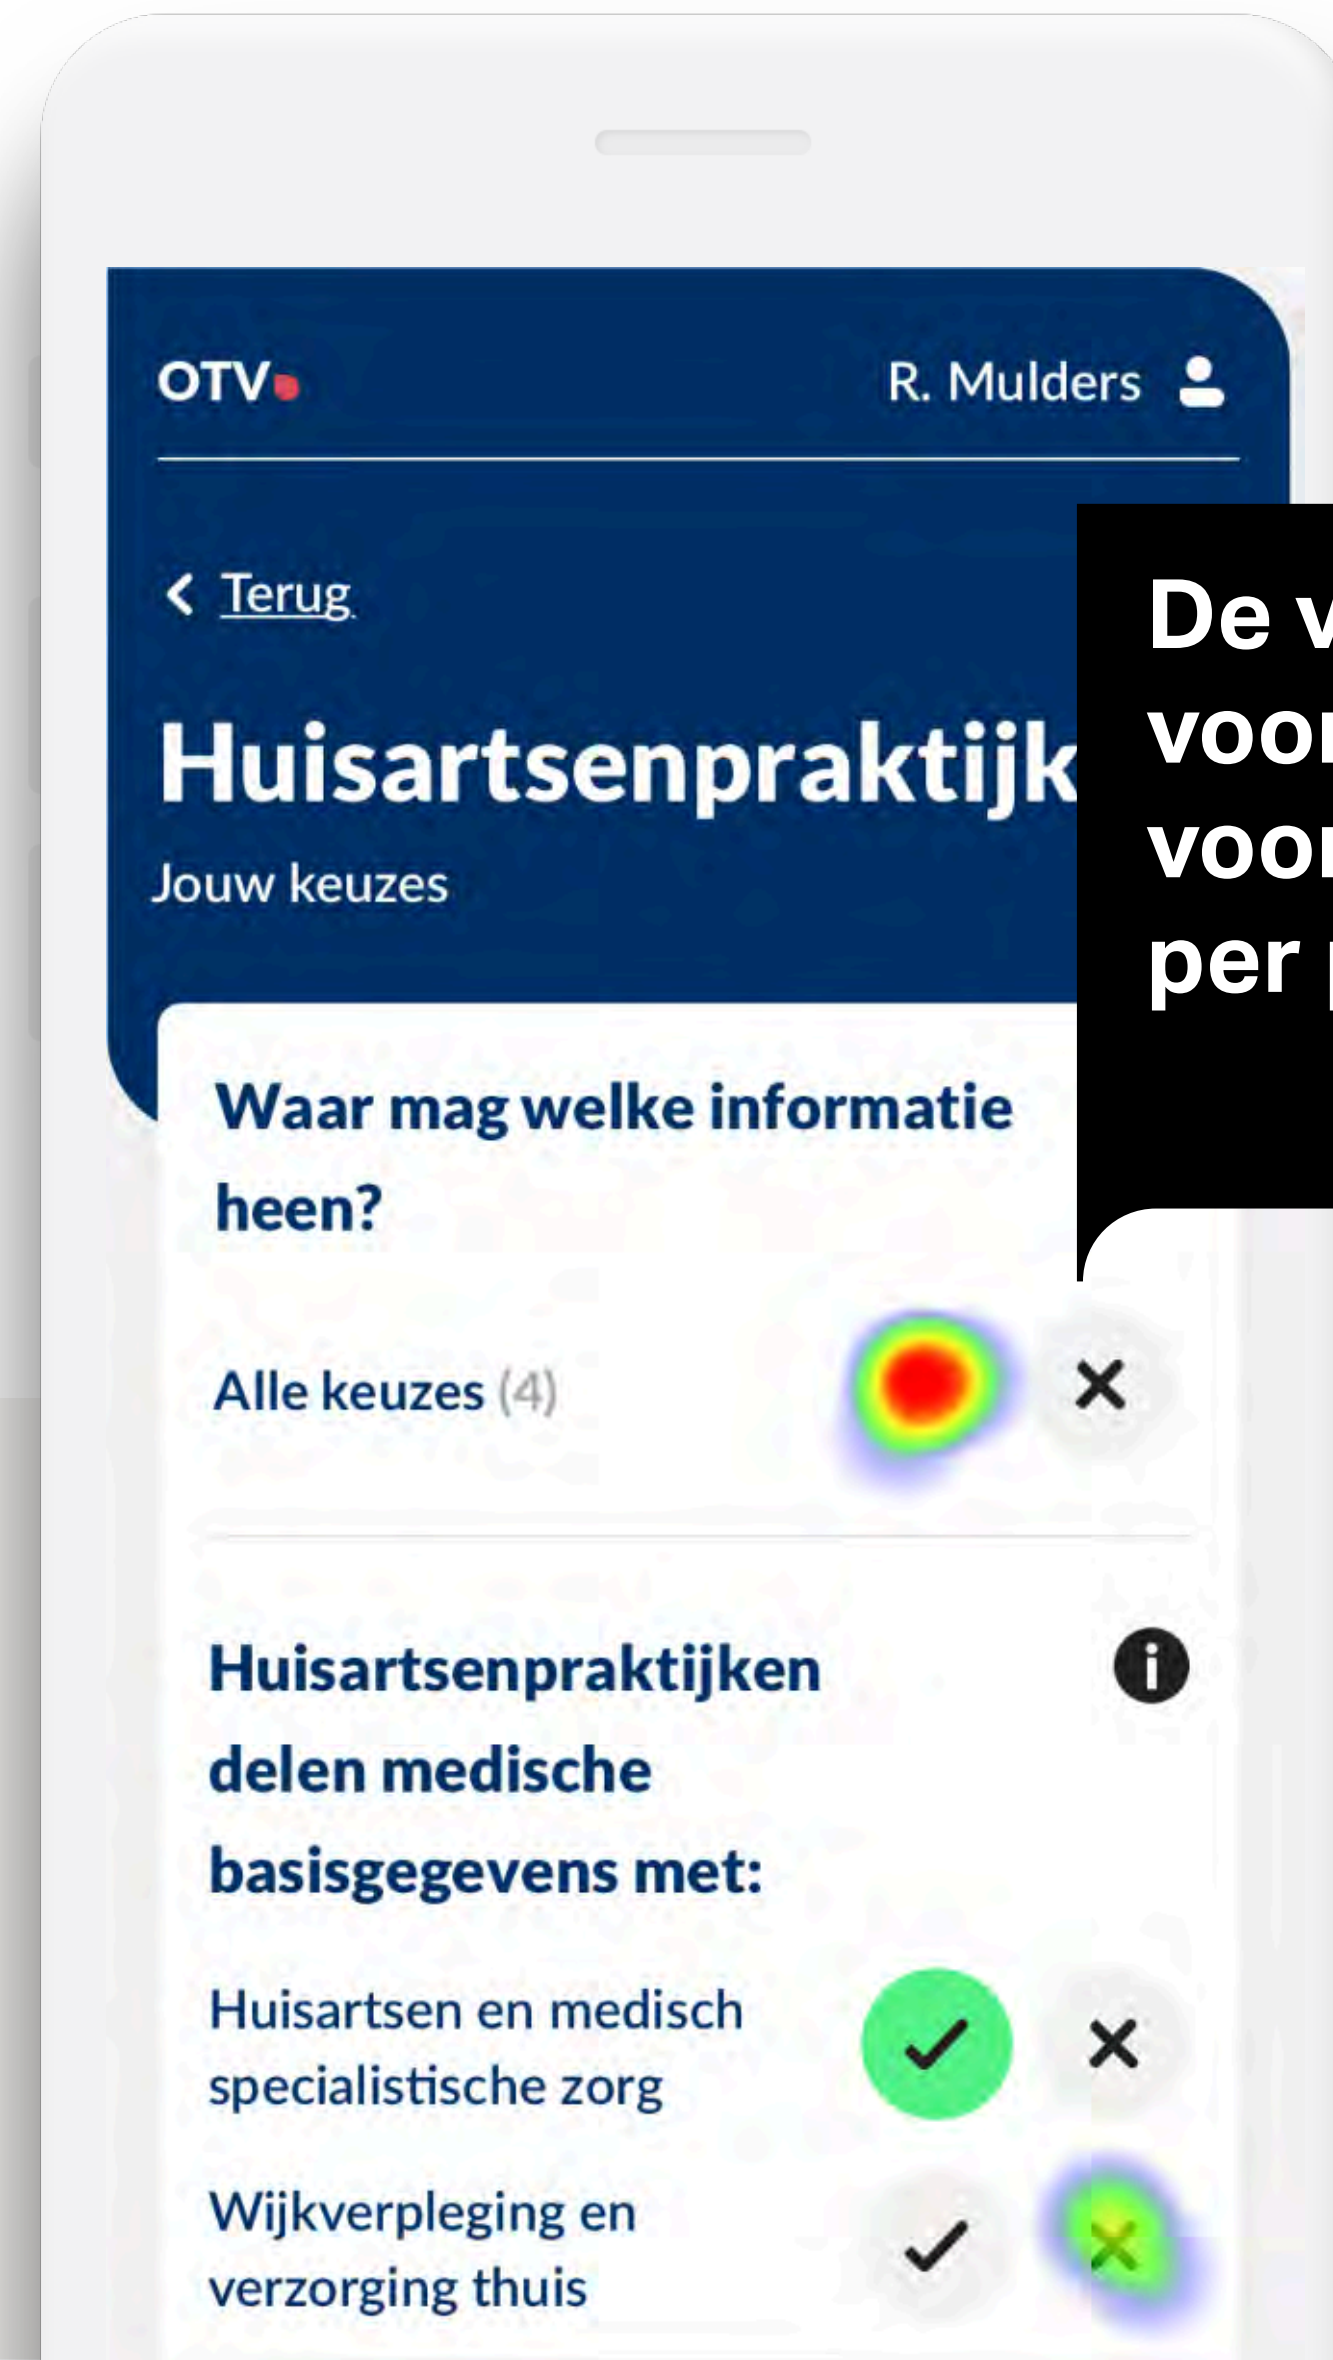 OTV
R. Mulders
Terug
Huisartsenpraktijk
Jouw keuzes
De
per
Waar mag welke informatie
heen?
Alle keuzes (4)
Huisartsenpraktijken
delen medische
basisgegevens met:
Huisartsen en medisch
specialistische zorg
Wijkverpleging en
verzorging thuis